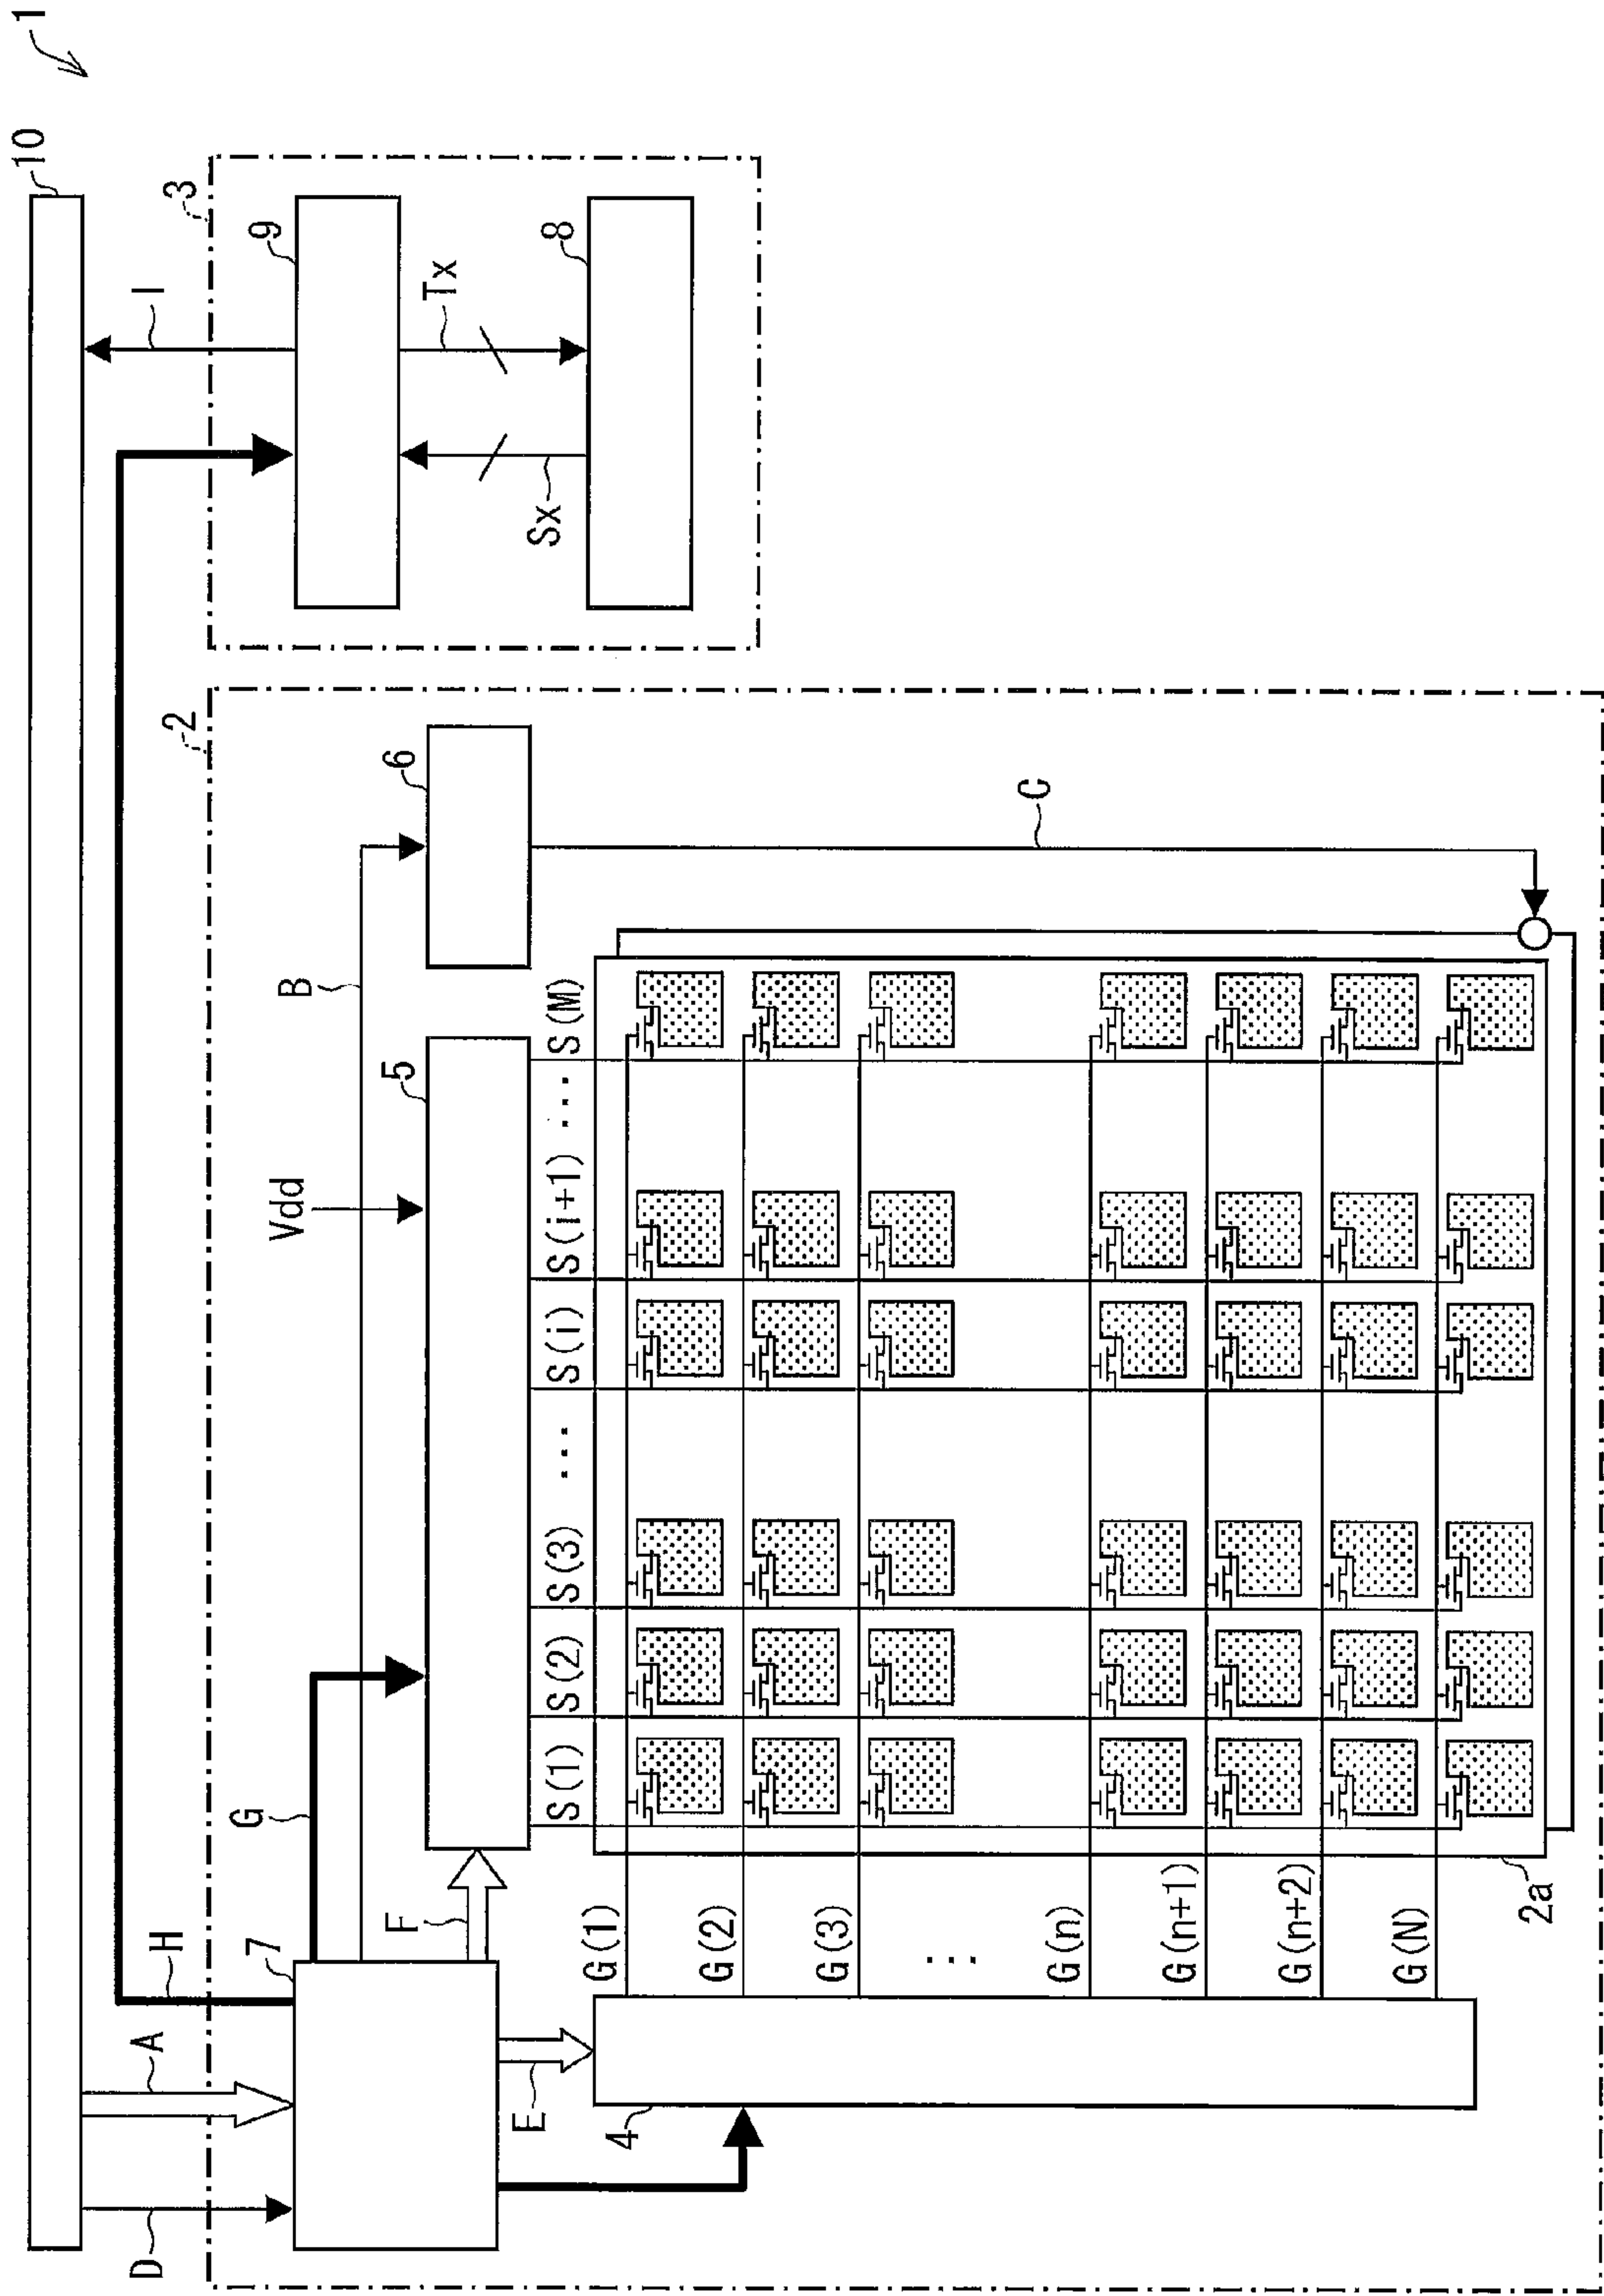 1
10
D
A
H
I
2
3
G
7
9
B
Vdd
F
5
6
Tx
E
Sx
8
S(1) S(2) S(3) ... S(i) S(i+1) ... S(M)
4
G(1)
G(2)
G(3)
...
G(n)
G(n+1)
G(n+2)
G(N)
C
2a